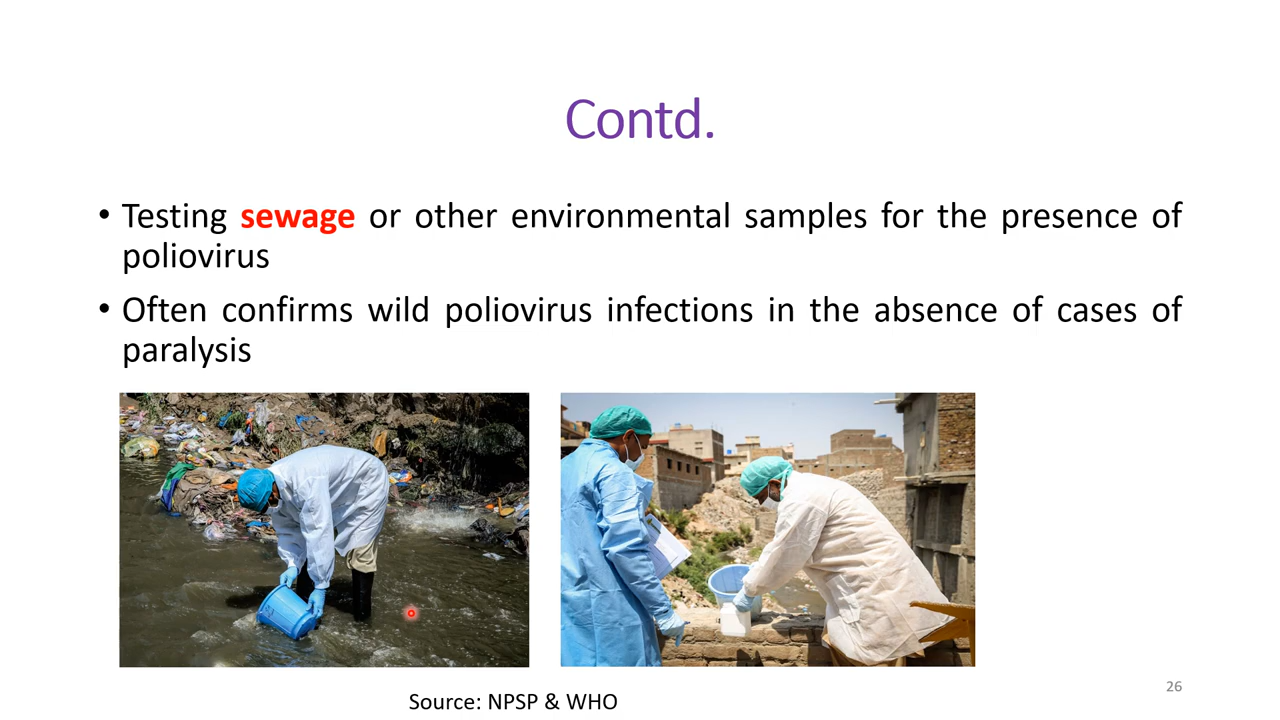 Contd.
• Testing sewage or other environmental samples for the presence of
poliovirus
• Often confirms wild poliovirus infections in the absence of cases of
paralysis
Source: NPSP & WHO
26